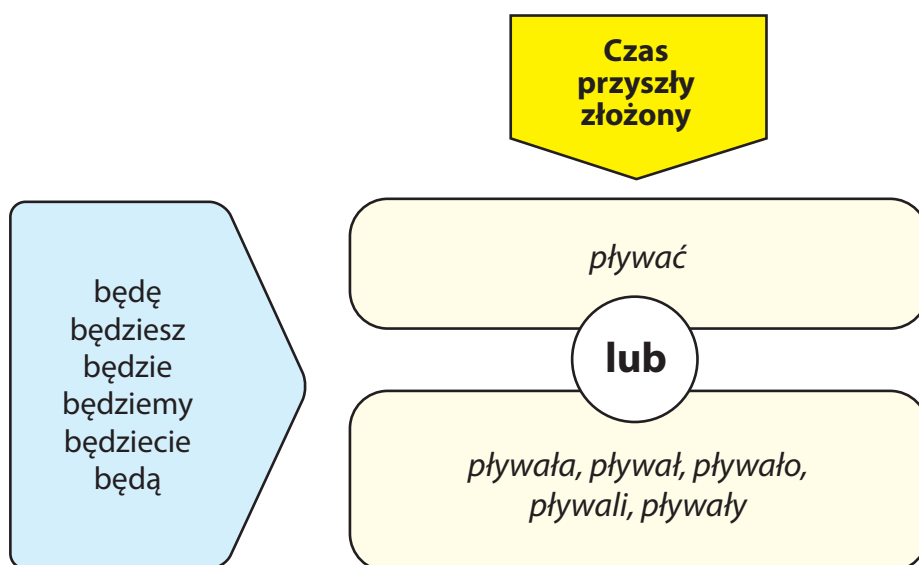 Czas
przyszły
złożony
będę
będziesz
będzie
będziemy
będziecie
będą
pływać
lub
pływała, pływał, pływało,
pływali, pływały